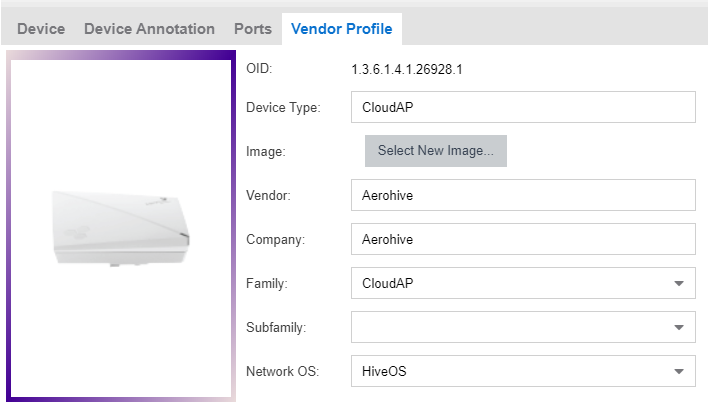 Device Device Annotation Ports Vendor Profile
OID: 1.3.6.1.4.1.26928.1
Device Type: CloudAP
Image: Select New Image...
Vendor: Aerohive
Company: Aerohive
Family: CloudAP
Subfamily:
Network OS: HiveOS